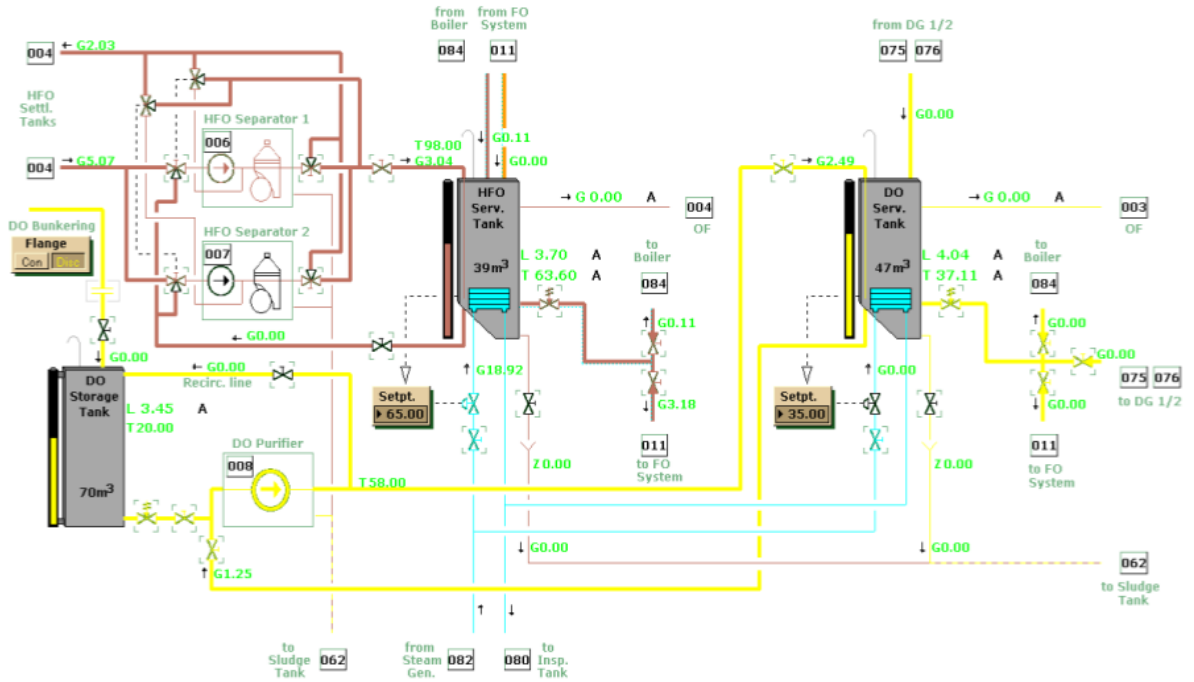 from
Boiler
084
from FO
System
011
from DG 1/2
075 076
004
G2.03
HFO
Settl.
Tanks
004
G5.07
HFO Separator 1
006
T98.00
G3.04
G0.11
G0.00
G2.49
G0.00
HFO
Serv.
Tank
39m3
G 0.00 A
004
OF
DO
Serv.
Tank
47m3
G 0.00 A
003
OF
DO Bunkering
Flange
Con Disc
HFO Separator 2
007
L 3.70 A
T 63.60 A
to
Boiler
084
L 4.04 A
T 37.11 A
to
Boiler
084
G0.11
G0.00
G0.00
G0.00
G0.00
Recirc. line
G18.92
G0.00
G0.00
075 076
to DG 1/2
DO
Storage
Tank
70m3
L 3.45 A
T20.00
Setpt.
65.00
G3.18
Setpt.
35.00
G0.00
DO Purifier
008
T58.00
011
to FO
System
Z0.00
011
to FO
System
Z0.00
G1.25
G0.00
G0.00
062
to Sludge
Tank
to
Sludge
Tank
062
from
Steam
Gen.
082
080
to
Insp.
Tank